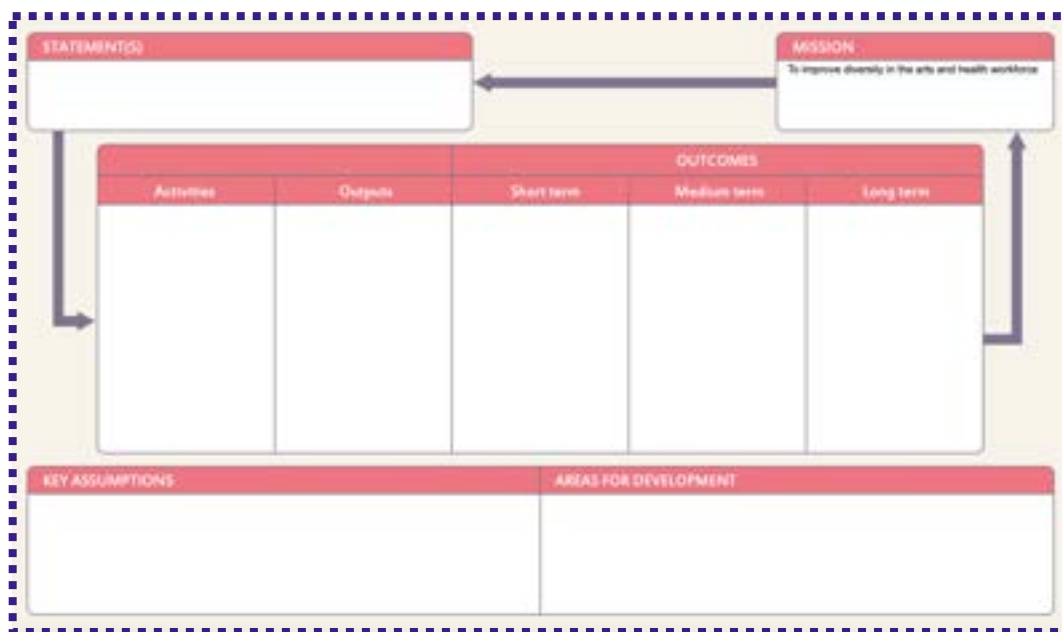 STATEMENT(S)
MISSION
To improve diversity in the arts and health workforce
OUTCOMES
Activities
Outputs
Short term
Medium term
Long term
KEY ASSUMPTIONS
AREAS FOR DEVELOPMENT